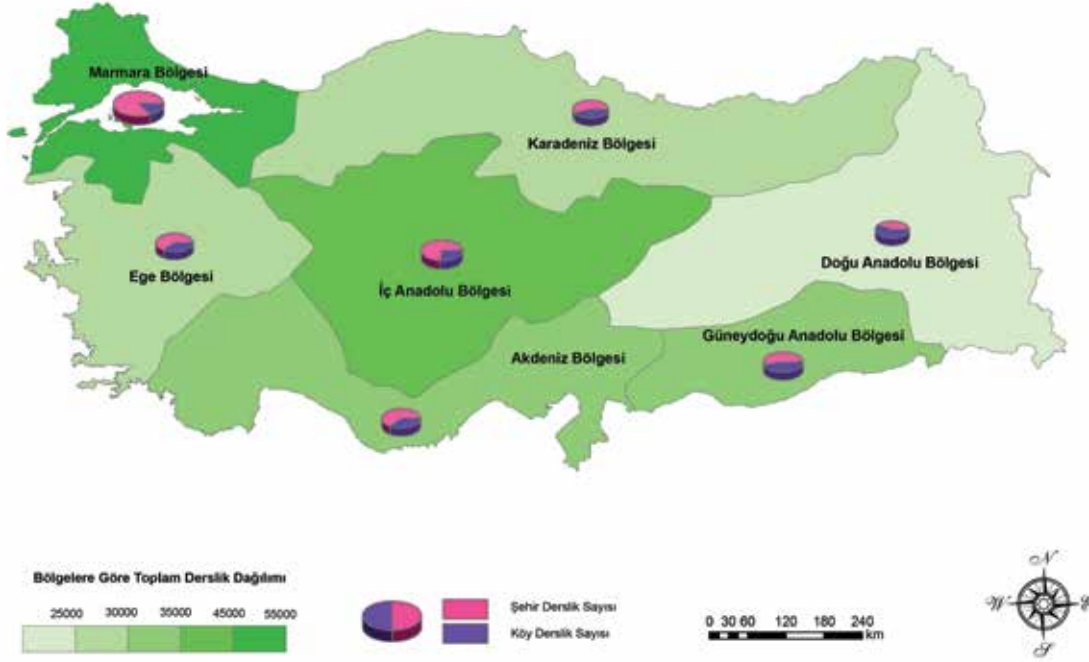 Marmara Bölgesi
Karadeniz Bölgesi
Ege Bölgesi
İç Anadolu Bölgesi
Doğu Anadolu Bölgesi
Güneydoğu Anadolu Bölgesi
Akdeniz Bölgesi
Bölgelere Göre Toplam Derslik Dağılımı
25000 30000 35000 45000 55000
Şehir Derslik Sayısı
Köy Derslik Sayısı
0 30 60 120 180 240
km
N
W
S